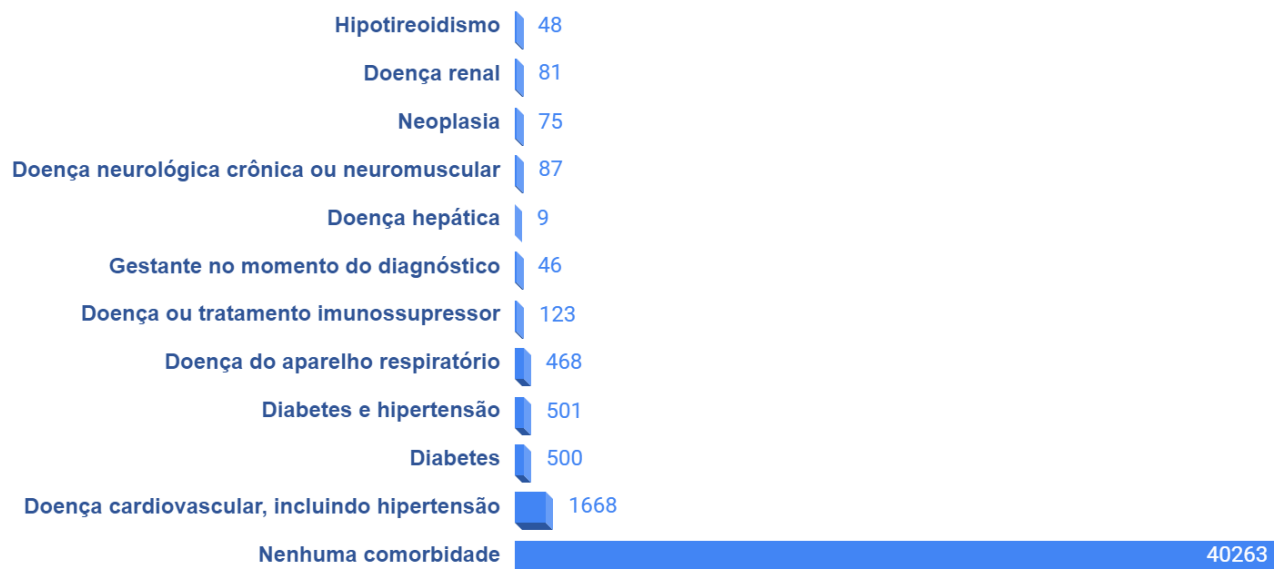 Hipotireoidismo 48
Doença renal 81
Neoplasia 75
Doença neurológica crônica ou neuromuscular 87
Doença hepática 9
Gestante no momento do diagnóstico 46
Doença ou tratamento imunossupressor 123
Doença do aparelho respiratório 468
Diabetes e hipertensão 501
Diabetes 500
Doença cardiovascular, incluindo hipertensão 1668
Nenhuma comorbidade 40263